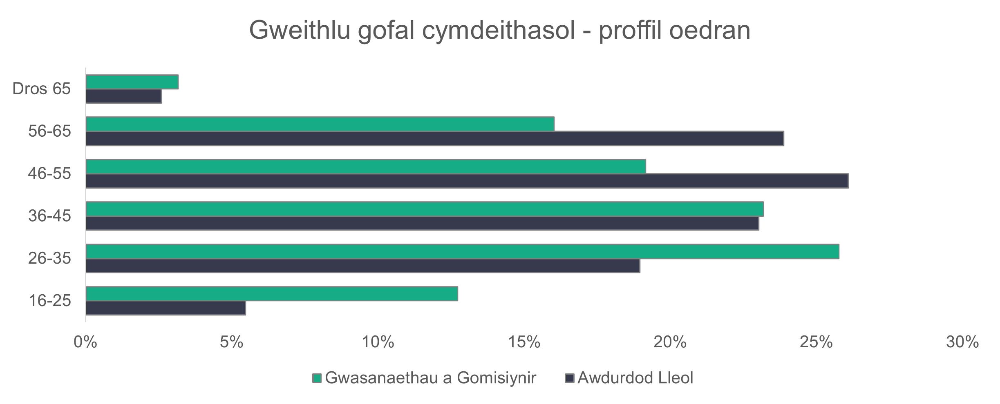 Gweithlu gofal cymdeithasol - proffil oedran
Dros 65
56-65
46-55
36-45
26-35
16-25
0% 5% 10% 15% 20% 25% 30%
Gwasanaethau a Gomisiynir Awdurdod Lleol